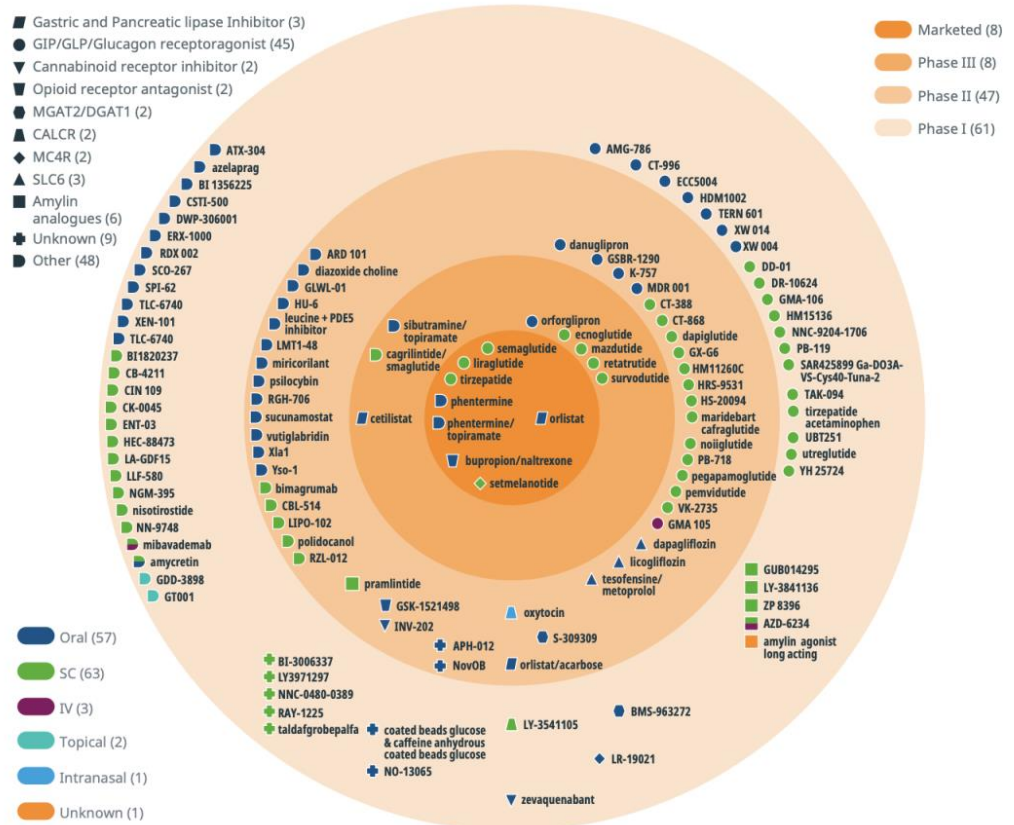 Gastric and Pancreatic lipase Inhibitor (3)
GIP/GLP/Glucagon receptoragonist (45)
Cannabinoid receptor inhibitor (2)
Opioid receptor antagonist (2)
MGAT2/DGAT1 (2)
CALCR (2)
MC4R (2)
SLC6 (3)
Amylin
analogues (6)
Unknown (9)
Other (48)
Marketed (8)
Phase III (8)
Phase II (47)
Phase I (61)
ATX-304
azelaprag
BI 1356225
CSTI-500
DWP-306001
ERX-1000
RDX 002
SCO-267
SPI-62
TLC-6740
XEN-101
TLC-6740
BI1820237
CB-4211
CIN 109
CK-0045
ENT-03
HEC-88473
LA-GDF15
LLF-580
NGM-395
nisotirostide
NN-9748
mibavademab
amycretin
GDD-3898
GT001
ARD 101
diazoxide choline
GLWL-01
HU-6
leucine + PDE5
inhibitor
LMT1-48
miricorilant
psilocybin
RGH-706
sucunamostat
vutiglabridin
Xla1
Yso-1
bimagrumab
CBL-514
LIPO-102
polidocanol
RZL-012
sibutramine/
topiramate
cagrilintide/
smaglutide
cetilistat
semaglutide
liraglutide
tirzepatide
phentermine
phentermine/
topiramate
orlistat
bupropion/naltrexone
setmelanotide
orforglipron
ecnoglutide
mazdutide
retatrutide
survodutide
danuglipron
GSBR-1290
K-757
MDR 001
CT-388
CT-868
dapiglutide
GX-G6
HM11260C
HRS-9531
HS-20094
maridebart
cafraglutide
noiiglutide
PB-718
pegapamoglutide
pemvidutide
VK-2735
GMA 105
dapagliflozin
licogliflozin
tesofensine/
metoprolol
AMG-786
CT-996
ECC5004
HDM1002
TERN 601
XW 014
XW 004
DD-01
DR-10624
GMA-106
HM15136
NNC-9204-1706
PB-119
SAR425899 Ga-DO3A-
VS-Cys40-Tuna-2
TAK-094
tirzepatide
acetaminophen
UBT251
utreglutide
YH 25724
GUB014295
LY-3841136
ZP 8396
AZD-6234
amylin agonist
long acting
pramlintide
GSK-1521498
INV-202
APH-012
NovOB
oxytocin
S-309309
orlistat/acarbose
BI-3006337
LY3971297
NNC-0480-0389
RAY-1225
taldafgrobepalfa
coated beads glucose
& caffeine anhydrous
coated beads glucose
NO-13065
LY-3541105
BMS-963272
LR-19021
zevaquenabant
Oral (57)
SC (63)
IV (3)
Topical (2)
Intranasal (1)
Unknown (1)